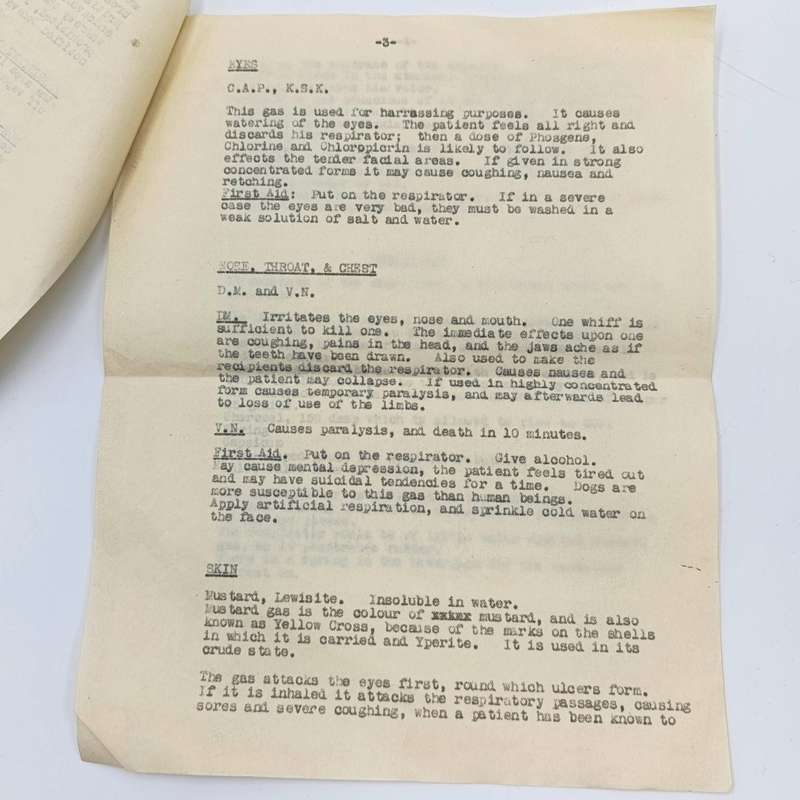 -3-
EYES
C.A.P., K.S.K.
This gas is used for harrassing purposes. It causes
watering of the eyes. The patient feels all right and
discards his respirator; then a dose of Phosgene,
Chlorine and Chloropicrin is likely to follow. It also
effects the tender facial areas. If given in strong
concentrated forms it may cause coughing, nausea and
retching.
First Aid: Put on the respirator. If in a severe
case the eyes are very bad, they must be washed in a
weak solution of salt and water.
NOSE, THROAT, & CHEST
D.M. and V.N.
DM. Irritates the eyes, nose and mouth. One whiff is
sufficient to kill one. The immediate effects upon one
are coughing, pains in the head, and the jaws ache as if
the teeth have been drawn. Also used to make the
recipients discard the respirator. Causes nausea and
the patient may collapse. If used in highly concentrated
form causes temporary paralysis, and may afterwards lead
to loss of use of the limbs.
V.N. Causes paralysis, and death in 10 minutes.
First Aid. Put on the respirator. Give alcohol.
May cause mental depression, the patient feels tired out
and may have suicidal tendencies for a time. Dogs are
more susceptible to this gas than human beings.
Apply artificial respiration, and sprinkle cold water on
the face.
SKIN
Mustard, Lewisite. Insoluble in water.
Mustard gas is the colour of mustard, and is also
known as Yellow Cross, because of the marks on the shells
in which it is carried and Yperite. It is used in its
crude state.
The gas attacks the eyes first, round which ulcers form.
If it is inhaled it attacks the respiratory passages, causing
sores and severe coughing, when a patient has been known to